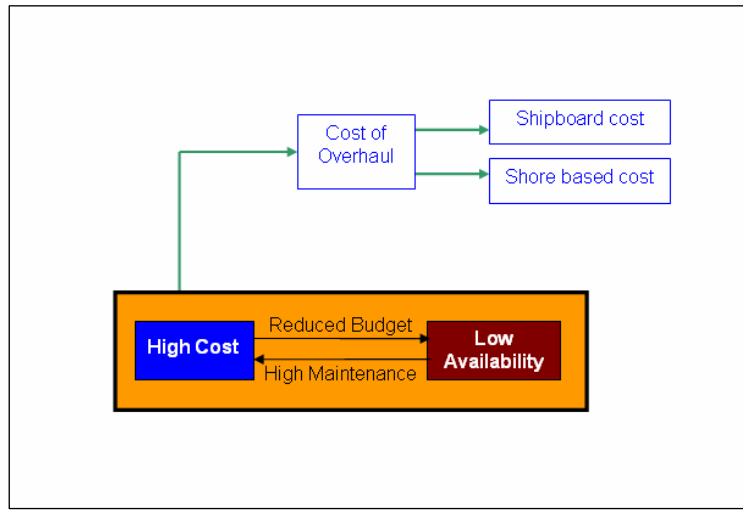 Cost of
Overhaul
Shipboard cost
Shore based cost
High Cost
Reduced Budget
High Maintenance
Low
Availability